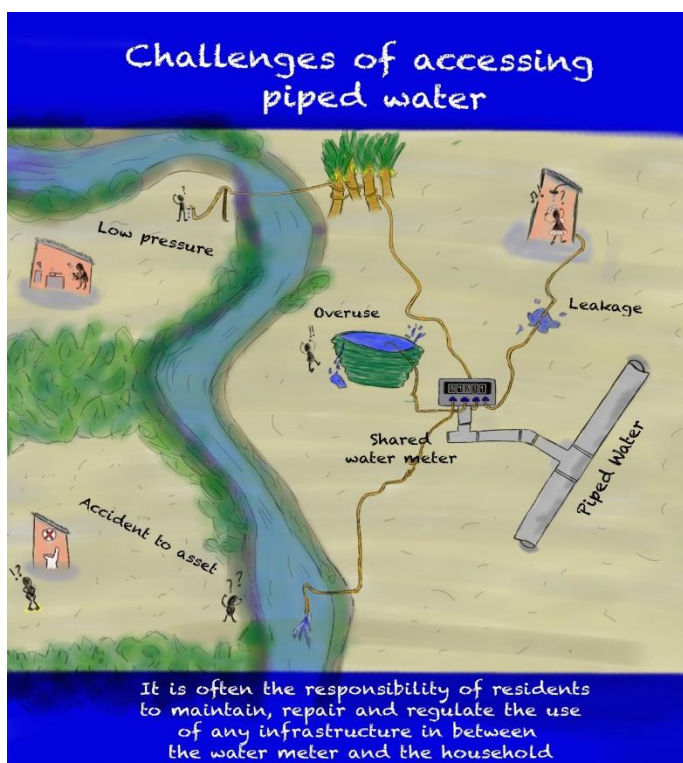 Challenges of accessing
piped water
Low pressure
Overuse
Leakage
Shared
water meter
Piped Water
Accident to asset
It is often the responsibility of residents
to maintain, repair and regulate the use
of any infrastructure in between
the water meter and the household